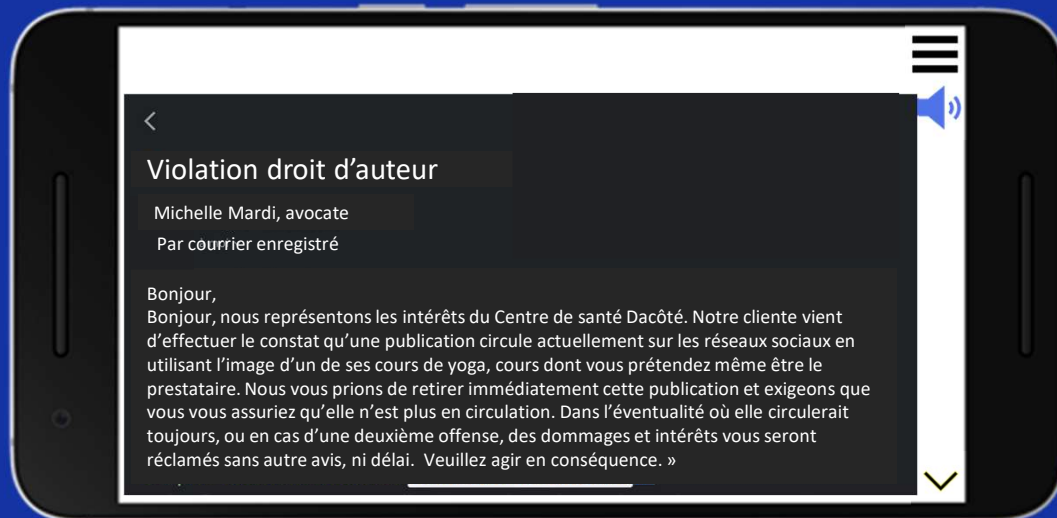 Violation droit d’auteur
Michelle Mardi, avocate
Par courrier enregistré
Bonjour,
Bonjour, nous représentons les intérêts du Centre de santé Dacôté. Notre cliente vient
d’effectuer le constat qu’une publication circule actuellement sur les réseaux sociaux en
utilisant l’image d’un de ses cours de yoga, cours dont vous prétendez même être le
prestataire. Nous vous prions de retirer immédiatement cette publication et exigeons que
vous vous assuriez qu’elle n’est plus en circulation. Dans l’éventualité où elle circulerait
toujours, ou en cas d’une deuxième offense, des dommages et intérêts vous seront
réclamés sans autre avis, ni délai.  Veuillez agir en conséquence. »